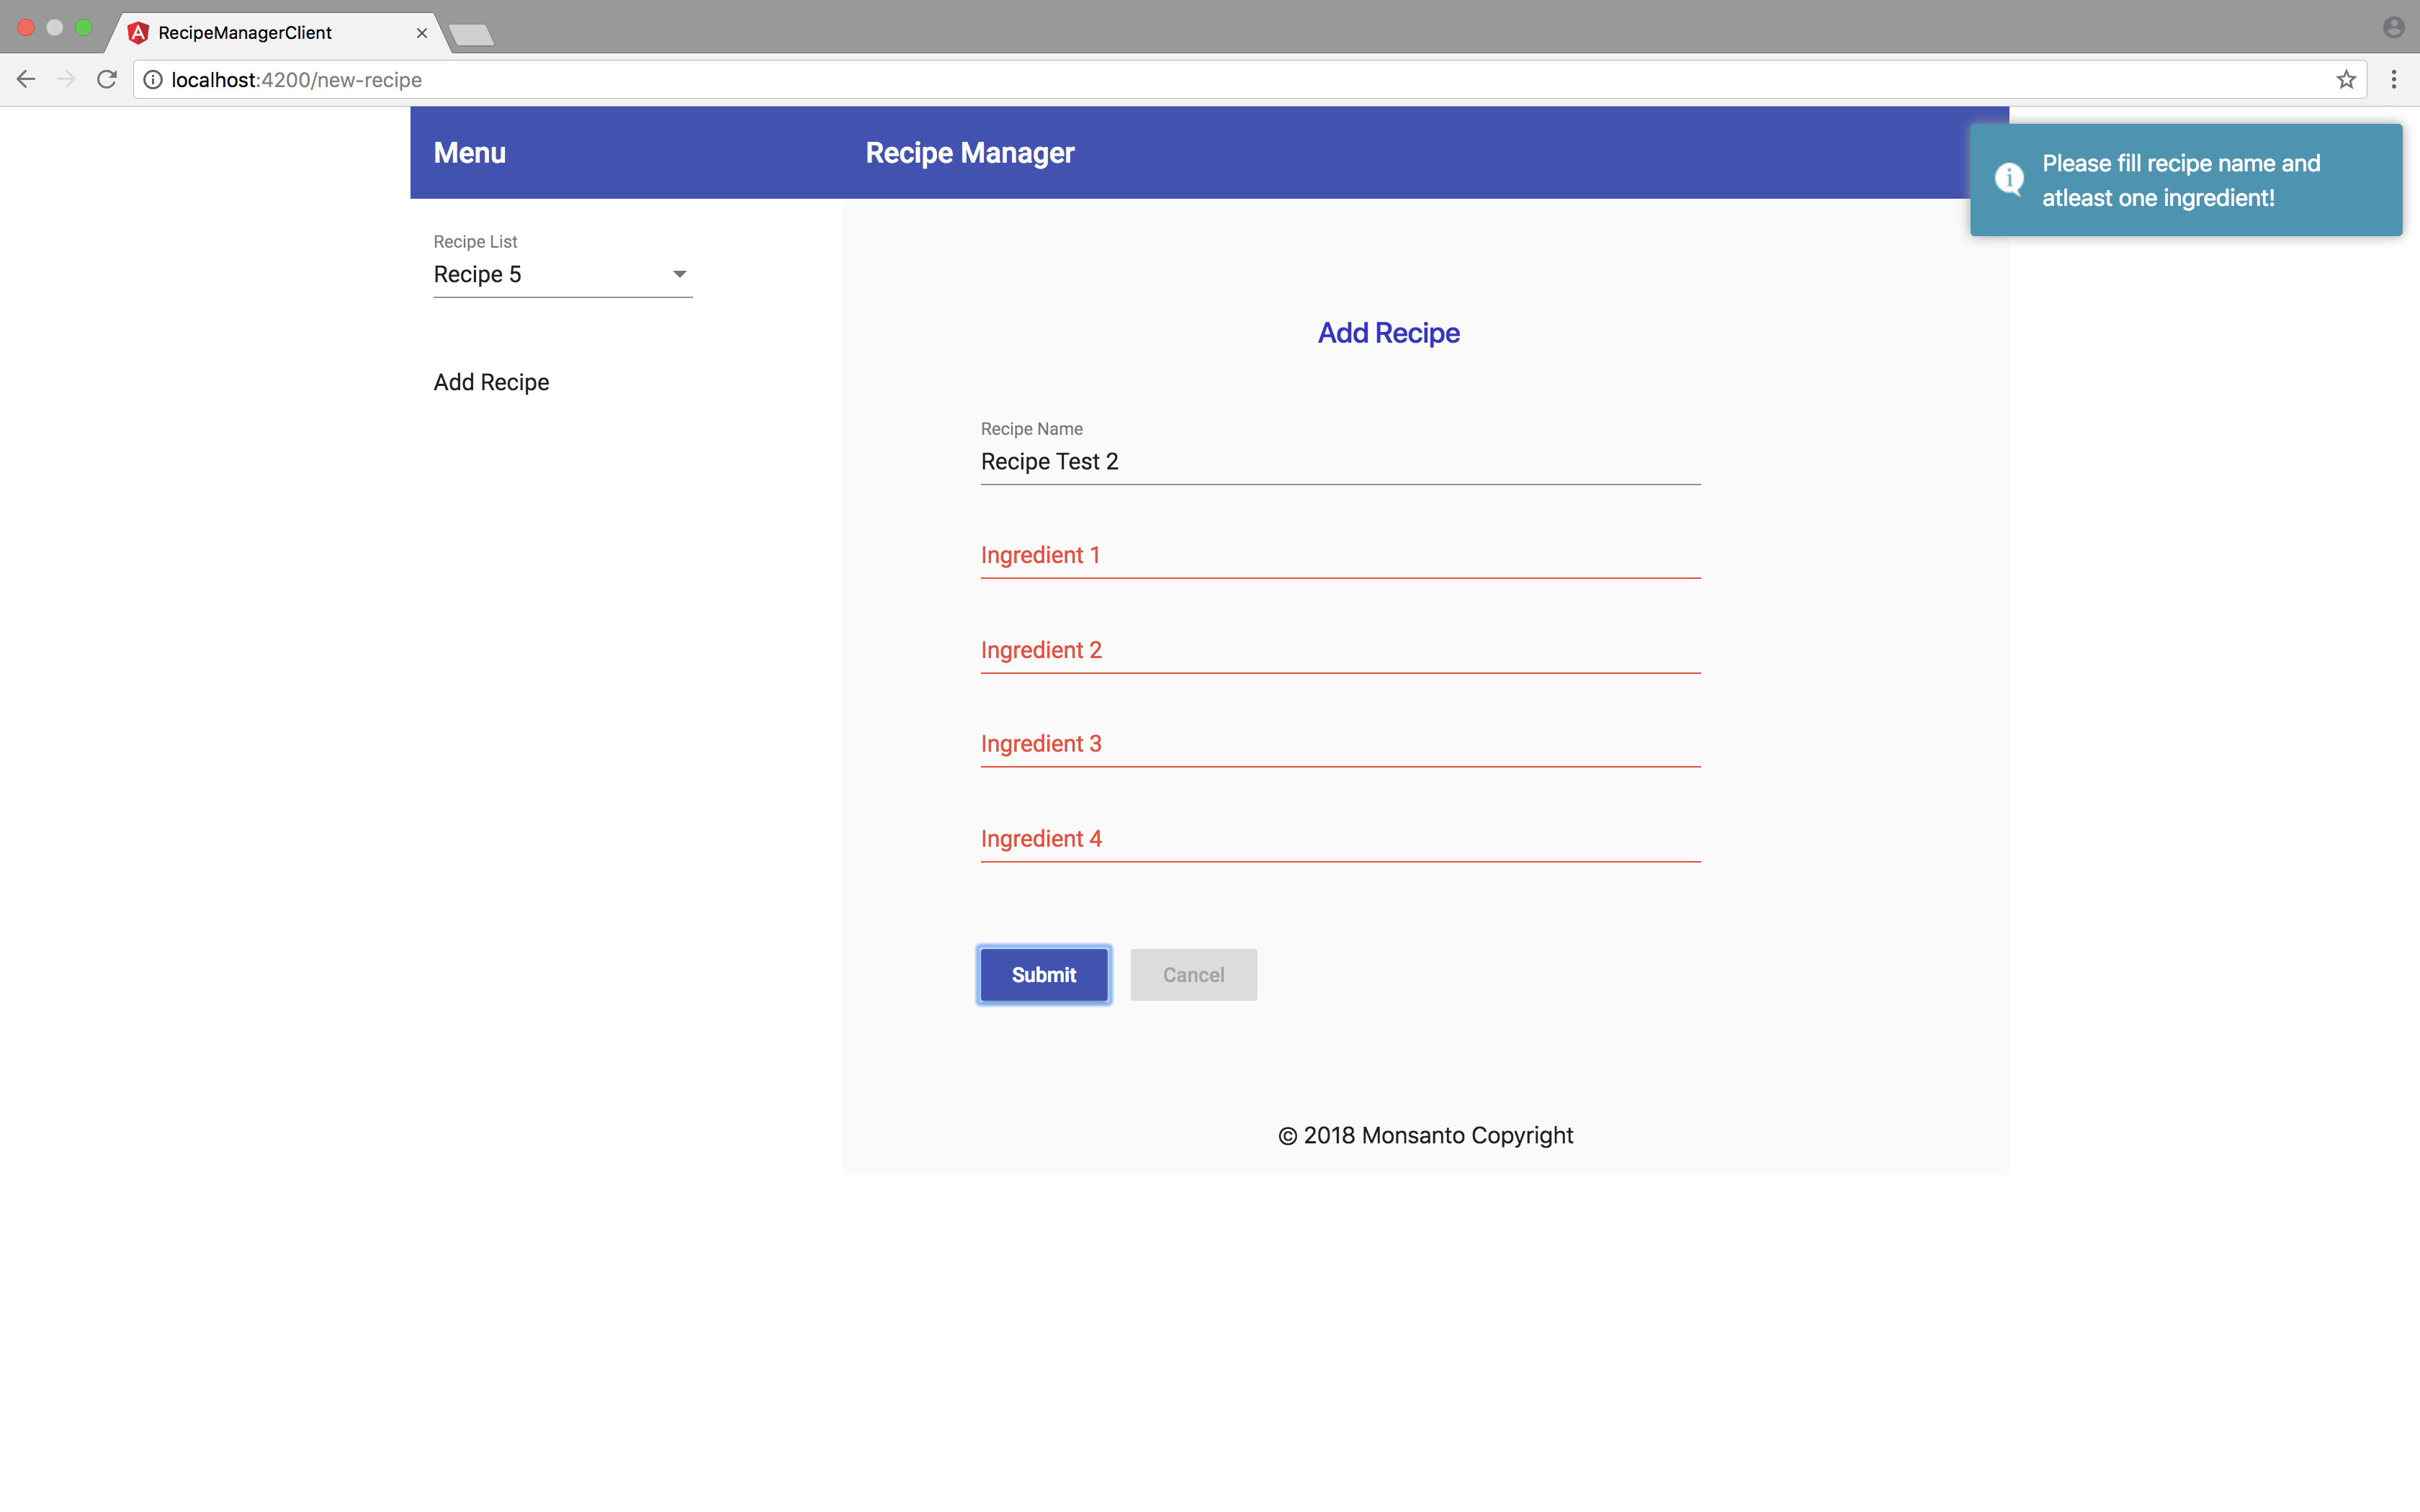 RecipeManagerClient
localhost:4200/new-recipe
Menu
Recipe Manager
Please fill recipe name and
atleast one ingredient!
Recipe List
Recipe 5
Add Recipe
Add Recipe
Recipe Name
Recipe Test 2
Ingredient 1
Ingredient 2
Ingredient 3
Ingredient 4
Submit
Cancel
© 2018 Monsanto Copyright